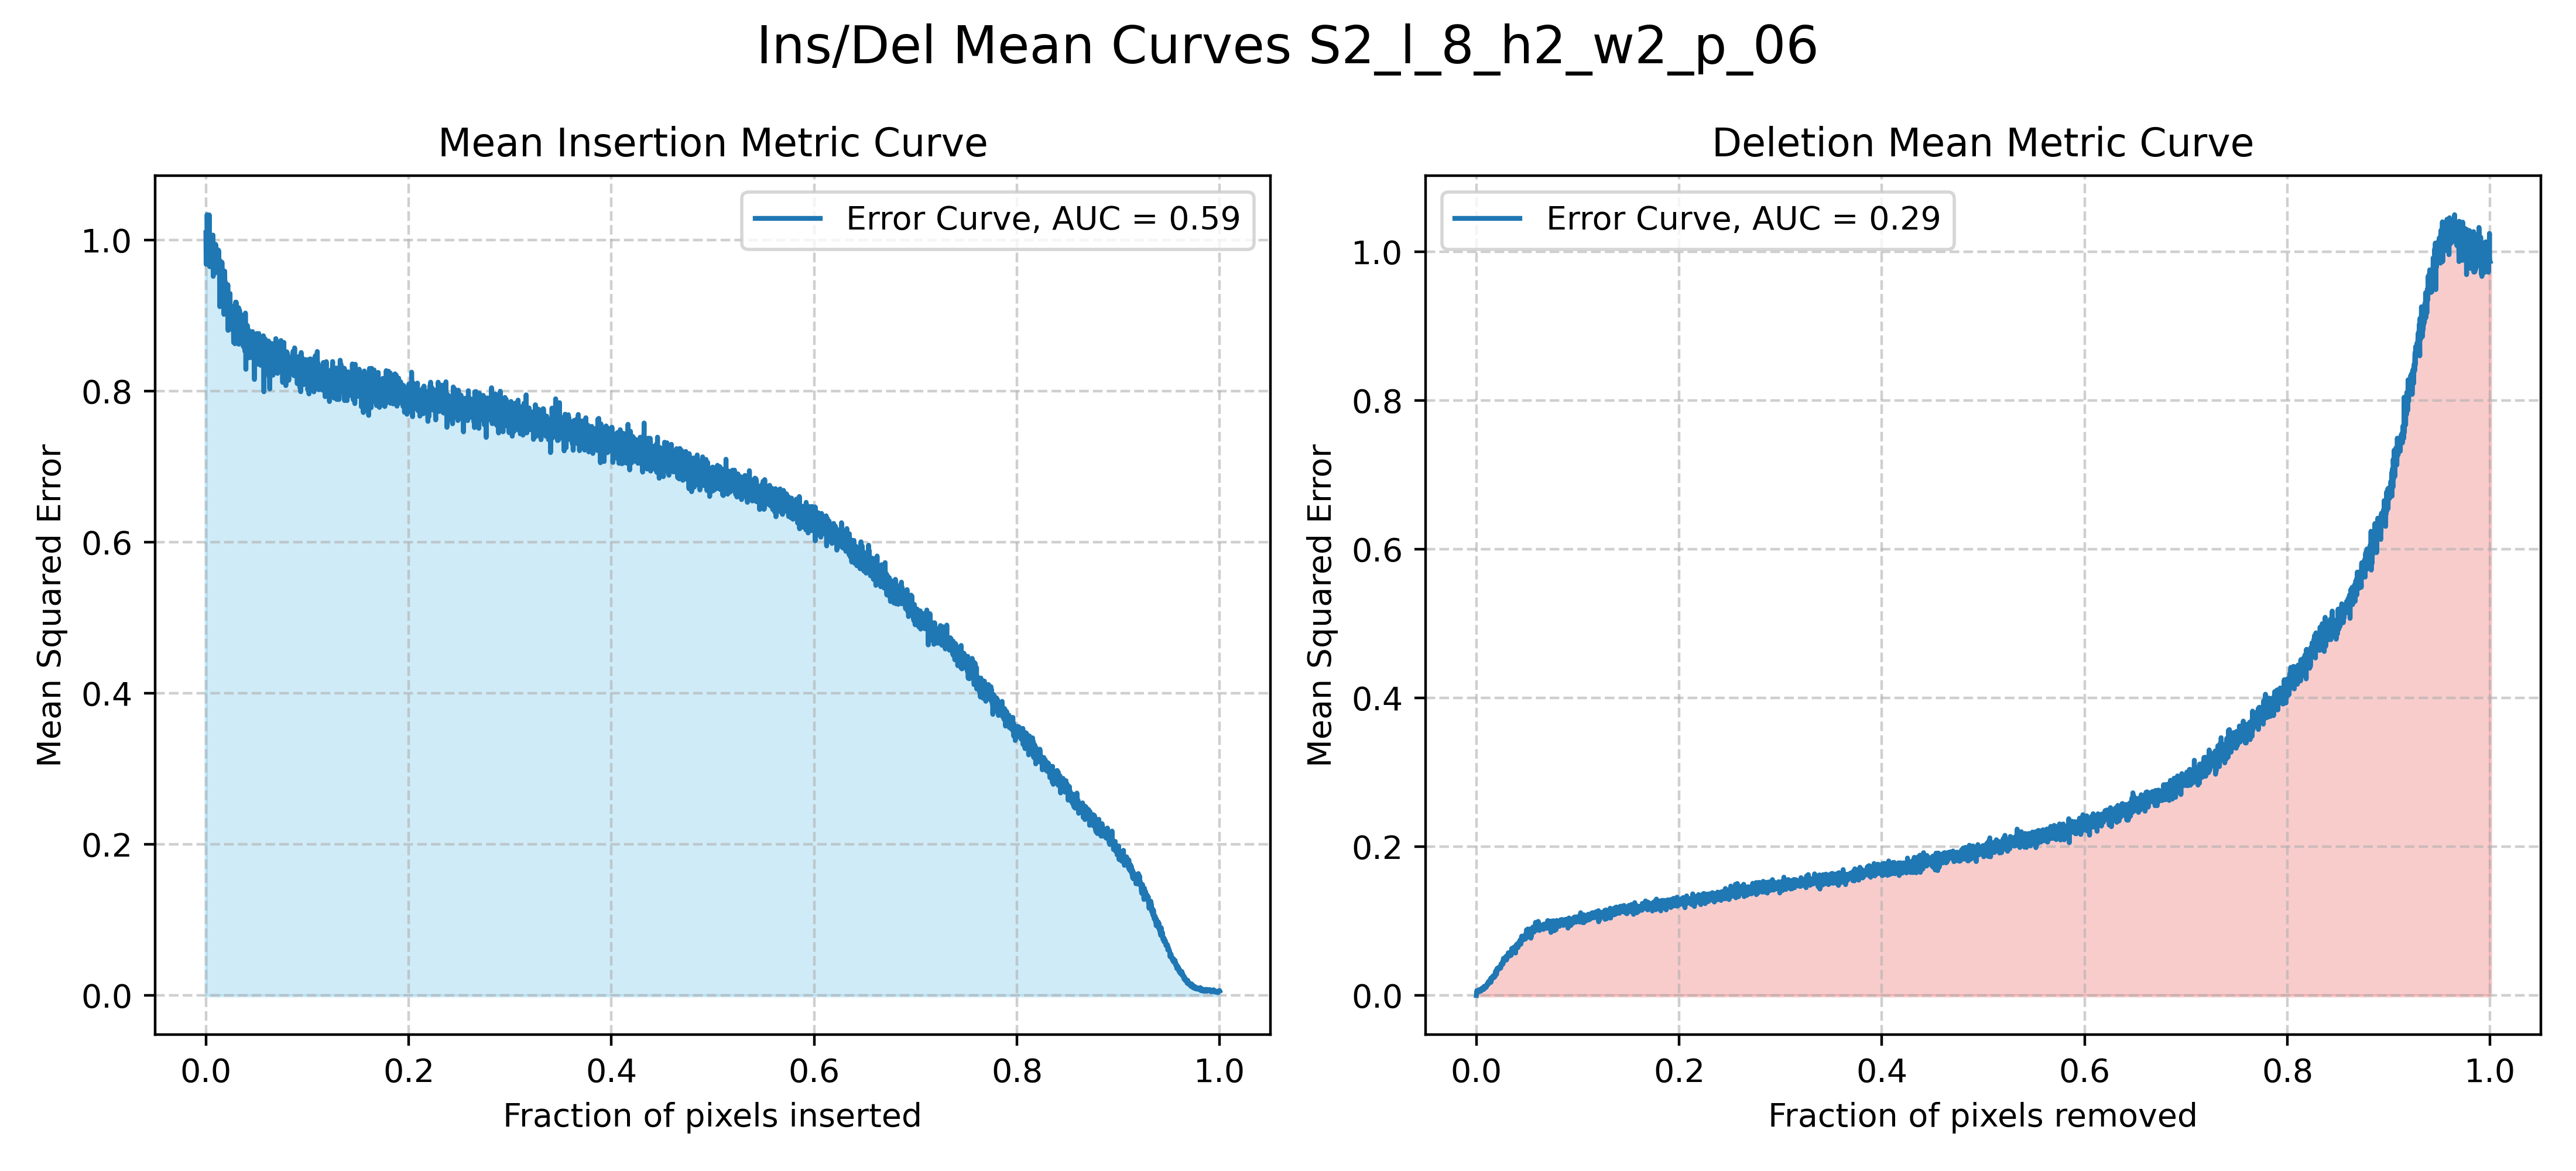 Ins/Del Mean Curves S2_l_8_h2_w2_p_06
Mean Insertion Metric Curve
Error Curve, AUC = 0.59
Mean Squared Error
1.0
0.8
0.6
0.4
0.2
0.0
0.0 0.2 0.4 0.6 0.8 1.0
Fraction of pixels inserted
Deletion Mean Metric Curve
Error Curve, AUC = 0.29
Mean Squared Error
1.0
0.8
0.6
0.4
0.2
0.0
0.0 0.2 0.4 0.6 0.8 1.0
Fraction of pixels removed